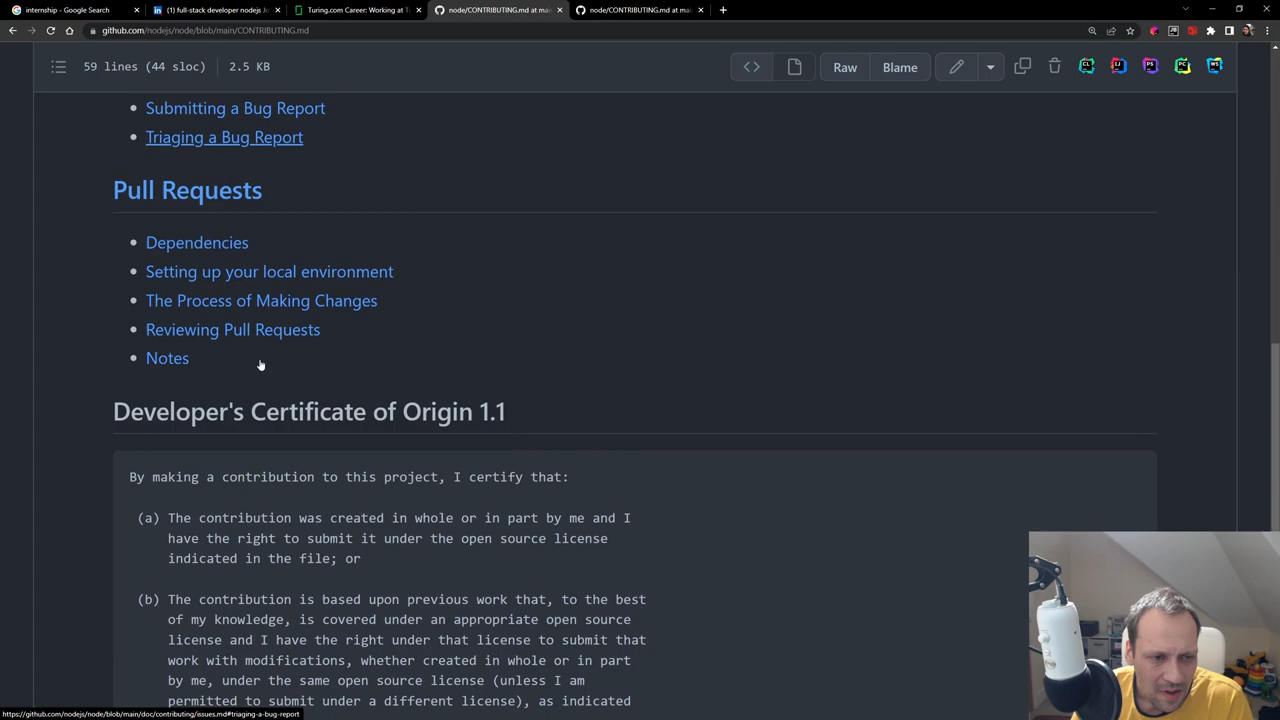 internship - Google Search
(1) full-stack developer nodejs Jo
Turing.com Career: Working at T
node/CONTRIBUTING.md at mai
node/CONTRIBUTING.md at mai
github.com/nodejs/node/blob/main/CONTRIBUTING.md
59 lines (44 sloc) 2.5 KB
Raw
Blame
CL
IJ
PS
PC
WS
Submitting a Bug Report
Triaging a Bug Report
Pull Requests
Dependencies
Setting up your local environment
The Process of Making Changes
Reviewing Pull Requests
Notes
Developer's Certificate of Origin 1.1
By making a contribution to this project, I certify that:
(a) The contribution was created in whole or in part by me and I
have the right to submit it under the open source license
indicated in the file; or
(b) The contribution is based upon previous work that, to the best
of my knowledge, is covered under an appropriate open source
license and I have the right under that license to submit that
work with modifications, whether created in whole or in part
by me, under the same open source license (unless I am
permitted to submit under a different license), as indicated
https://github.com/nodejs/node/blob/main/doc/contributing/issues.md#triaging-a-bug-report